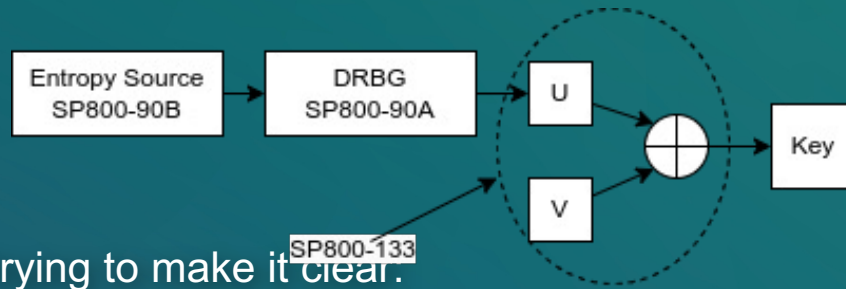 Entropy Source
SP800-90B
DRBG
SP800-90A
U
V
Key
SP800-133
rying to make it clear: